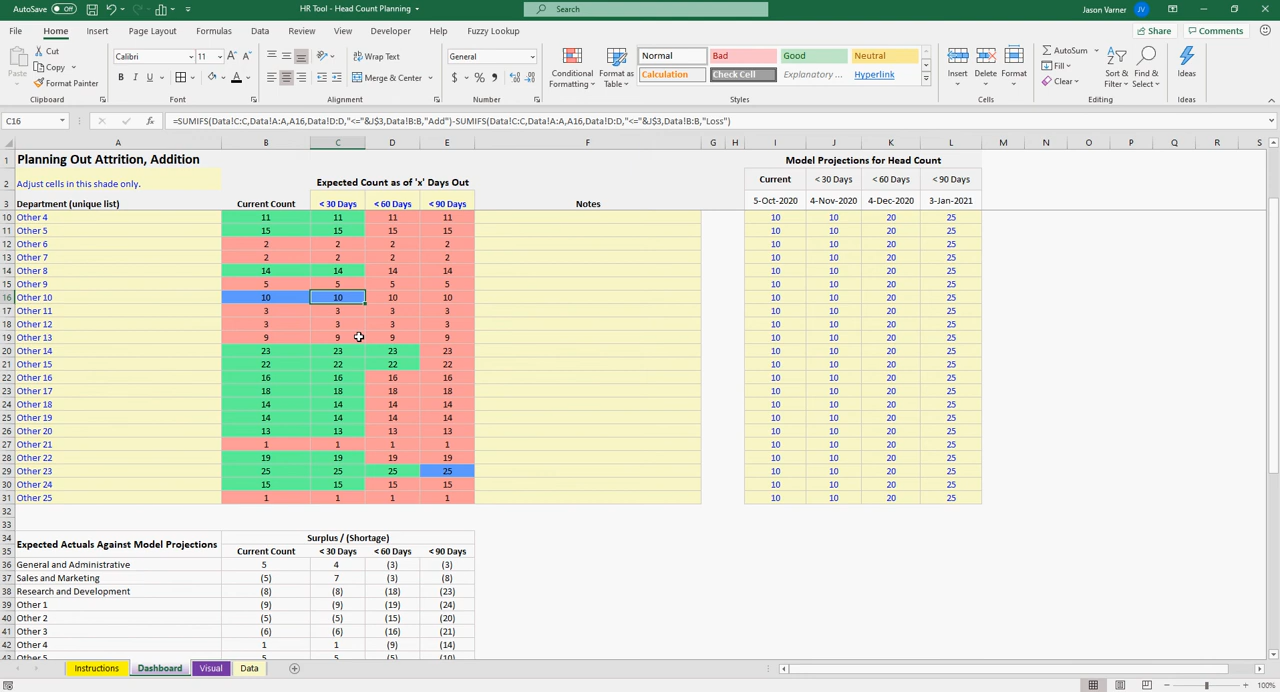 AutoSave Off HR Tool - Head Count Planning Search Jason Varner JV
File Home Insert Page Layout Formulas Data Review View Developer Help Fuzzy Lookup Share Comments
Paste Cut Copy Format Painter Calibri 11 Wrap Text General Conditional Formatting Format as Table Normal Bad Good Neutral Insert Delete Format AutoSum Fill Sort & Filter Find & Select Ideas
B I U Merge & Center $ % Calculation Check Cell Explanatory ... Hyperlink Clear
Clipboard Font Alignment Number Styles Cells Editing Ideas
C16 fx =SUMIFS(Data!C:C,Data!A:A,A16,Data!D:D,"<="&J$3,Data!B:B,"Add")-SUMIFS(Data!C:C,Data!A:A,A16,Data!D:D,"<="&J$3,Data!B:B,"Loss")
A B C D E F G H I J K L M N O P Q R S
1 Planning Out Attrition, Addition Model Projections for Head Count
2 Adjust cells in this shade only. Expected Count as of 'x' Days Out Current < 30 Days < 60 Days < 90 Days
3 Department (unique list) Current Count < 30 Days < 60 Days < 90 Days Notes 5-Oct-2020 4-Nov-2020 4-Dec-2020 3-Jan-2021
10 Other 4 11 11 11 11 10 10 20 25
11 Other 5 15 15 15 15 10 10 20 25
12 Other 6 2 2 2 2 10 10 20 25
13 Other 7 2 2 2 2 10 10 20 25
14 Other 8 14 14 14 14 10 10 20 25
15 Other 9 5 5 5 5 10 10 20 25
16 Other 10 10 10 10 10 10 10 20 25
17 Other 11 3 3 3 3 10 10 20 25
18 Other 12 3 3 3 3 10 10 20 25
19 Other 13 9 9 9 9 10 10 20 25
20 Other 14 23 23 23 23 10 10 20 25
21 Other 15 22 22 22 22 10 10 20 25
22 Other 16 16 16 16 16 10 10 20 25
23 Other 17 18 18 18 18 10 10 20 25
24 Other 18 14 14 14 14 10 10 20 25
25 Other 19 14 14 14 14 10 10 20 25
26 Other 20 13 13 13 13 10 10 20 25
27 Other 21 1 1 1 1 10 10 20 25
28 Other 22 19 19 19 19 10 10 20 25
29 Other 23 25 25 25 25 10 10 20 25
30 Other 24 15 15 15 15 10 10 20 25
31 Other 25 1 1 1 1 10 10 20 25
32
33
34 Expected Actuals Against Model Projections Surplus / (Shortage)
35 Current Count < 30 Days < 60 Days < 90 Days
36 General and Administrative 5 4 (3) (3)
37 Sales and Marketing (5) 7 (3) (8)
38 Research and Development (8) (8) (18) (23)
39 Other 1 (9) (9) (19) (24)
40 Other 2 (5) (5) (15) (20)
41 Other 3 (6) (6) (16) (21)
42 Other 4 1 1 (9) (14)
43 Other 5 5 5 (5) (10)
Instructions Dashboard Visual Data
100%